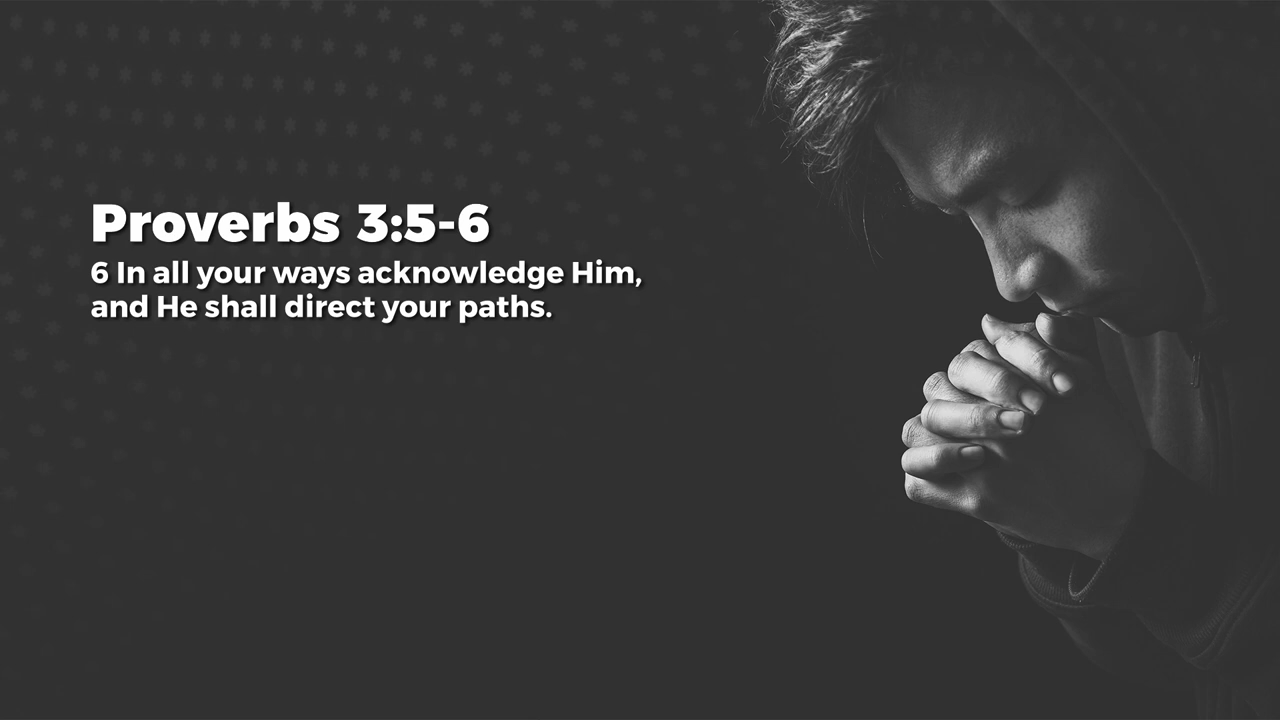 Proverbs 3:5-6
6 In all your ways acknowledge Him,
and He shall direct your paths.